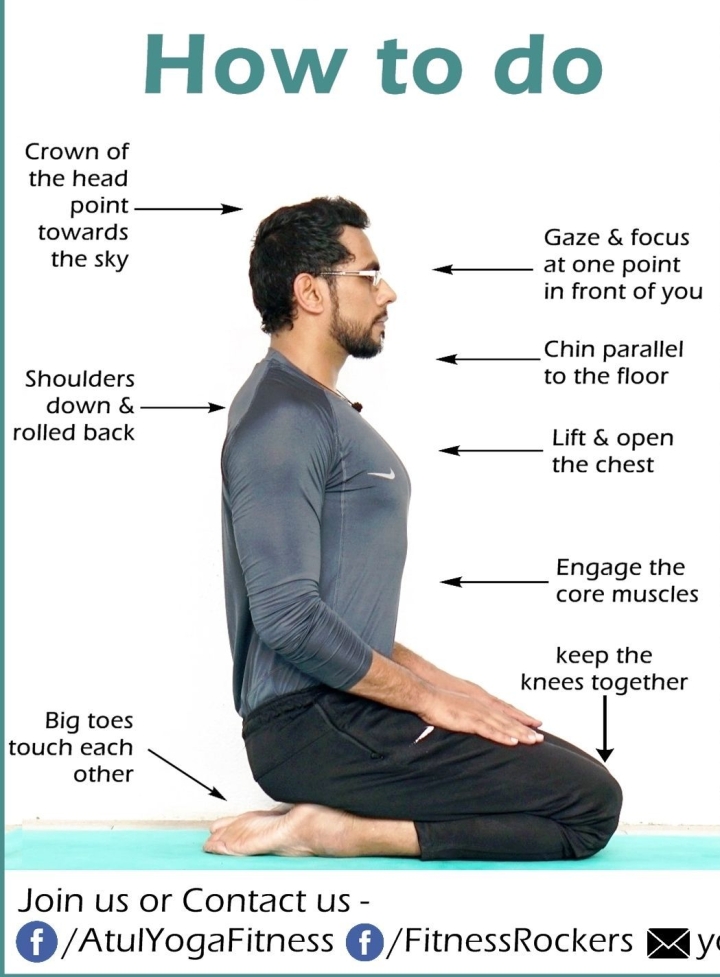 How to do
Crown of
the head
point
towards
the sky
Gaze & focus
at one point
in front of you
Chin parallel
to the floor
Shoulders
down &
rolled back
Lift & open
the chest
Engage the
core muscles
keep the
knees together
Big toes
touch each
other
Join us or Contact us -
/AtulYogaFitness /FitnessRockers